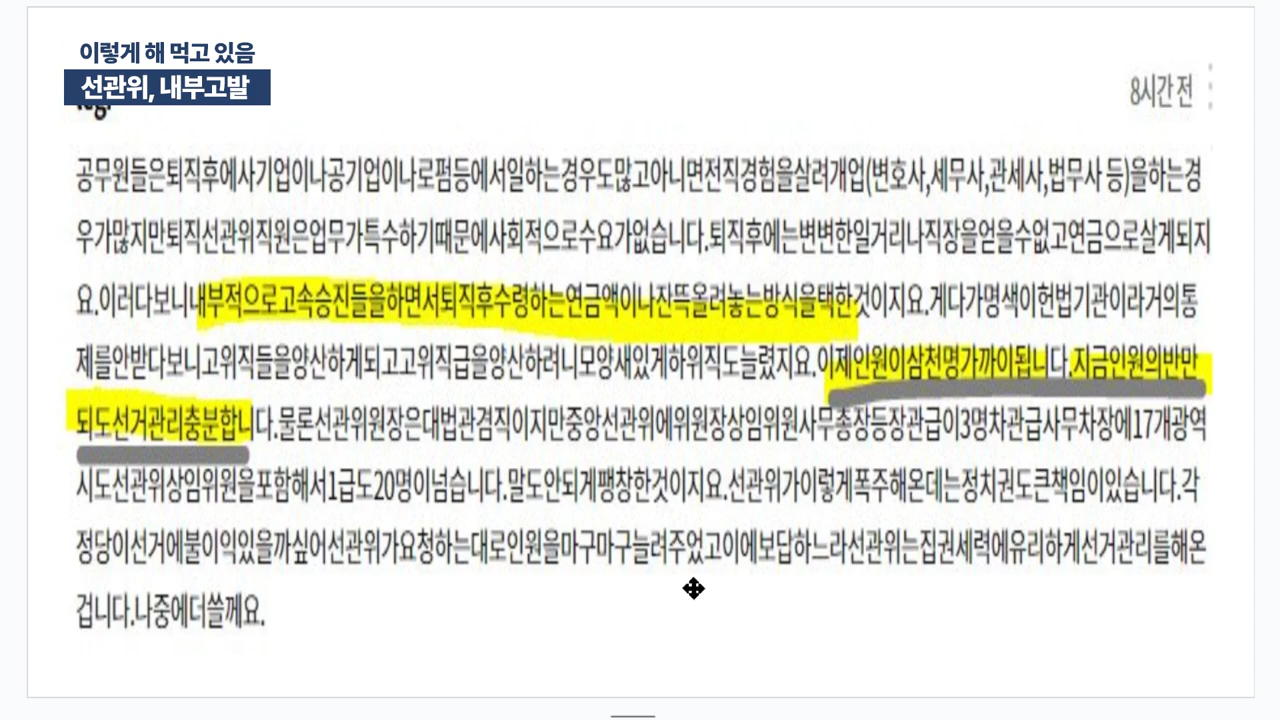 이렇게 해 먹고 있음
선관위, 내부고발
8시간 전
공무원들은퇴직후에사기업이나공기업이나로펌등에서일하는경우도많고아니면전직경험을살려개업(변호사,세무사,관세사,법무사 등)을하는경
우가많지만퇴직선관위직원은업무가특수하기때문에사회적으로수요가없습니다.퇴직후에는변변한일거리나직장을얻을수없고연금으로살게되지
요.이러다보니내부적으로고속승진들을하면서퇴직후수령하는연금액이나잔뜩올려놓는방식을택한것이지요.게다가명색이헌법기관이라거의통
제를안받다보니고위직들을양산하게되고고위직급을양산하려니모양새있게하위직도늘렸지요.이제인원이삼천명가까이됩니다.지금인원의반만
되도선거관리충분합니다.물론선관위원장은대법관겸직이지만중앙선관위에위원장상임위원사무총장등장관급이3명차관급사무차장에17개광역
시도선관위상임위원을포함해서1급도20명이넘습니다.말도안되게팽창한것이지요.선관위가이렇게폭주해온데는정치권도큰책임이있습니다.각
정당이선거에불이익있을까싶어선관위가요청하는대로인원을마구마구늘려주었고이에보답하느라선관위는집권세력에유리하게선거관리를해온
겁니다.나중에더쓸께요.